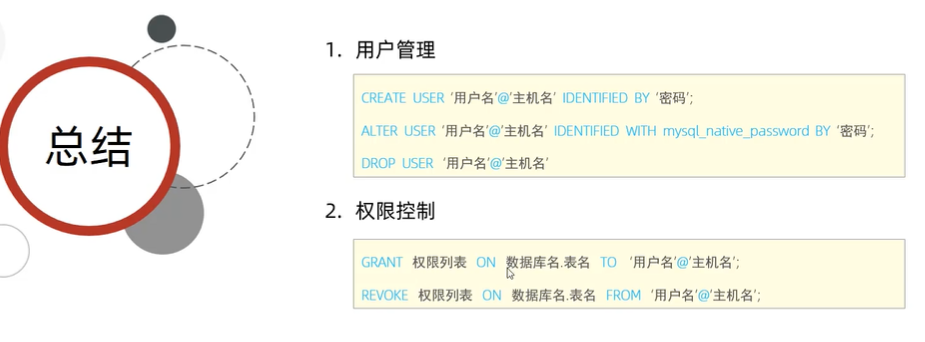 总结
1. 用户管理
CREATE USER ‘用户名’@‘主机名’ IDENTIFIED BY ‘密码’;
ALTER USER ‘用户名’@‘主机名’ IDENTIFIED WITH mysql_native_password BY ‘密码’;
DROP USER ‘用户名’@‘主机名’
2. 权限控制
GRANT 权限列表 ON 数据库名.表名 TO ‘用户名’@‘主机名’;
REVOKE 权限列表 ON 数据库名.表名 FROM ‘用户名’@‘主机名’;